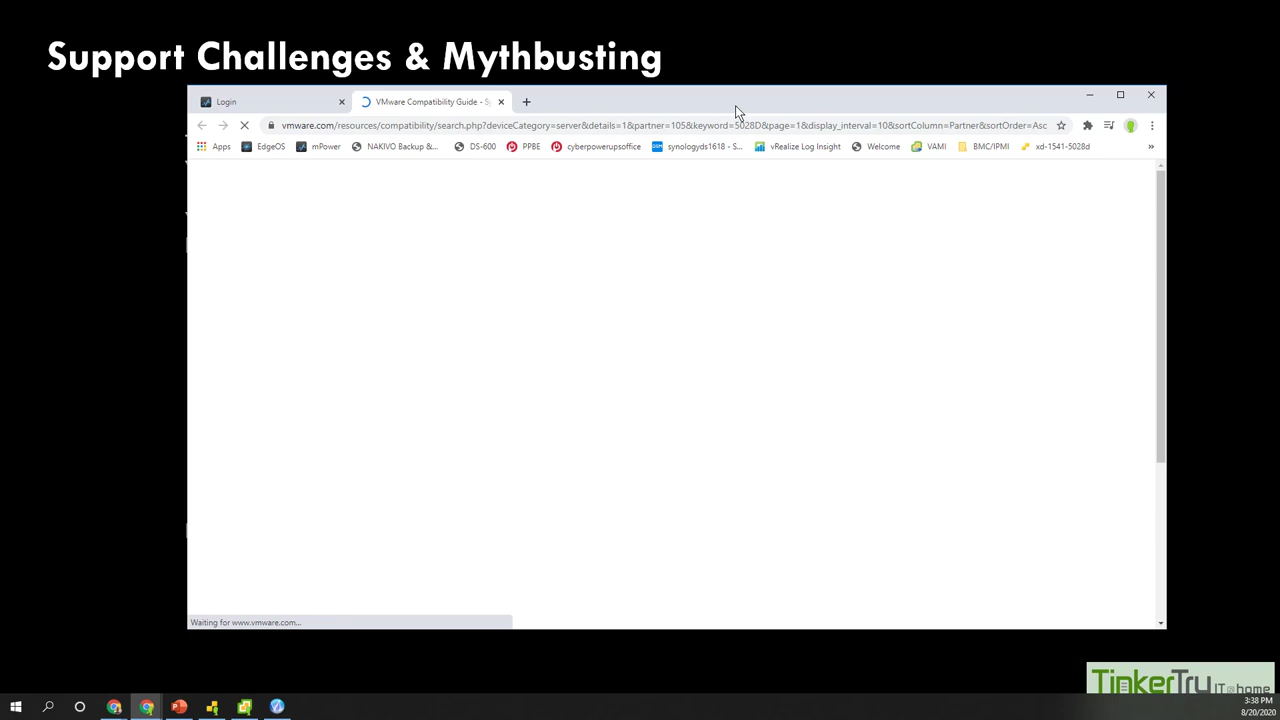 Support Challenges & Mythbusting
Login
VMware Compatibility Guide - S
vmware.com/resources/compatibility/search.php?deviceCategory=server&details=1&partner=105&keyword=5028D&page=1&display_interval=10&sortColumn=Partner&sortOrder=Asc
Apps EdgeOS mPower NAKIVO Backup &... DS-600 PPBE cyberpowerupsoffice synologyds1618 - S... vRealize Log Insight Welcome VAMI BMC/IPMI xd-1541-5028d »
Waiting for www.vmware.com...
TinkerTry IT @ home
3:38 PM
8/20/2020